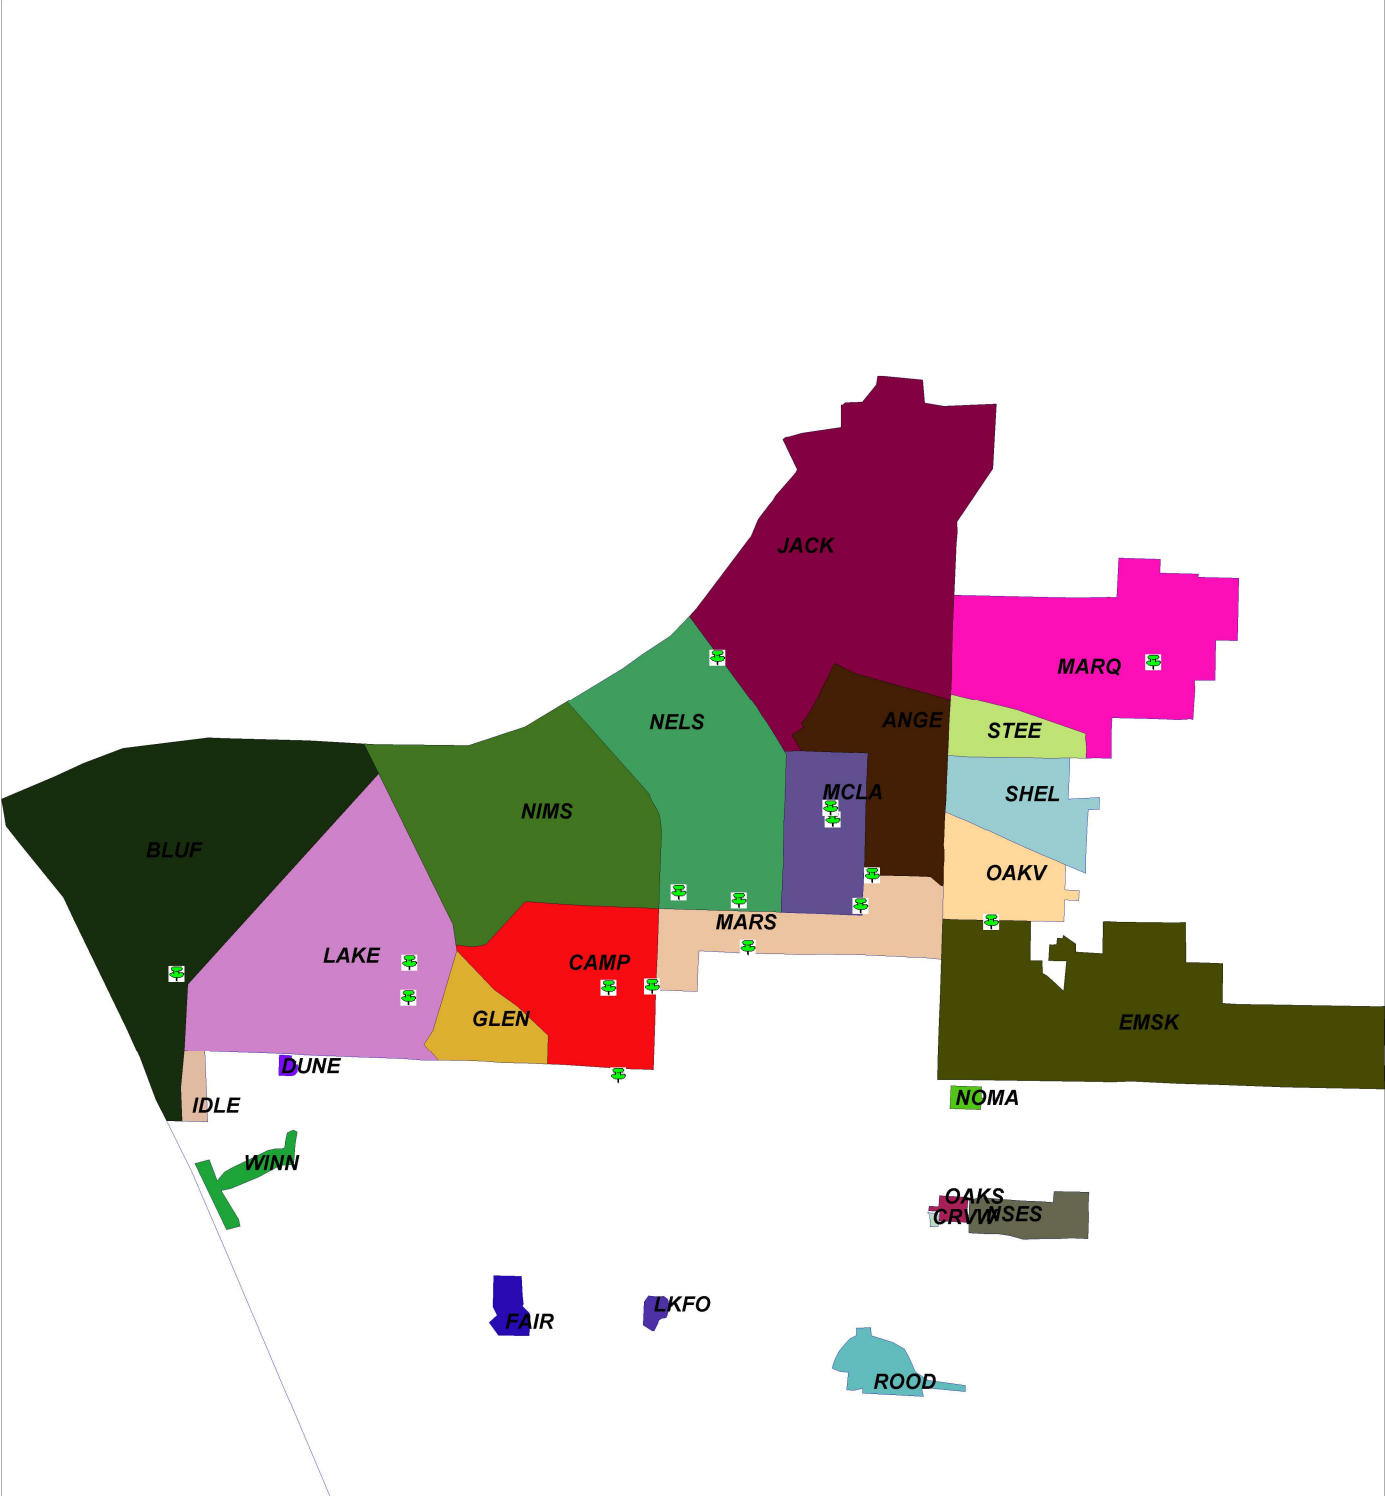 JACK
MARQ
NELS
ANGE
STEE
MCLA
SHEL
NIMS
BLUF
OAKV
MARS
LAKE
CAMP
GLEN
EMSK
DUNE
NOMA
IDLE
WINN
OAKS
CRVW
NSES
LKFO
FAIR
ROOD